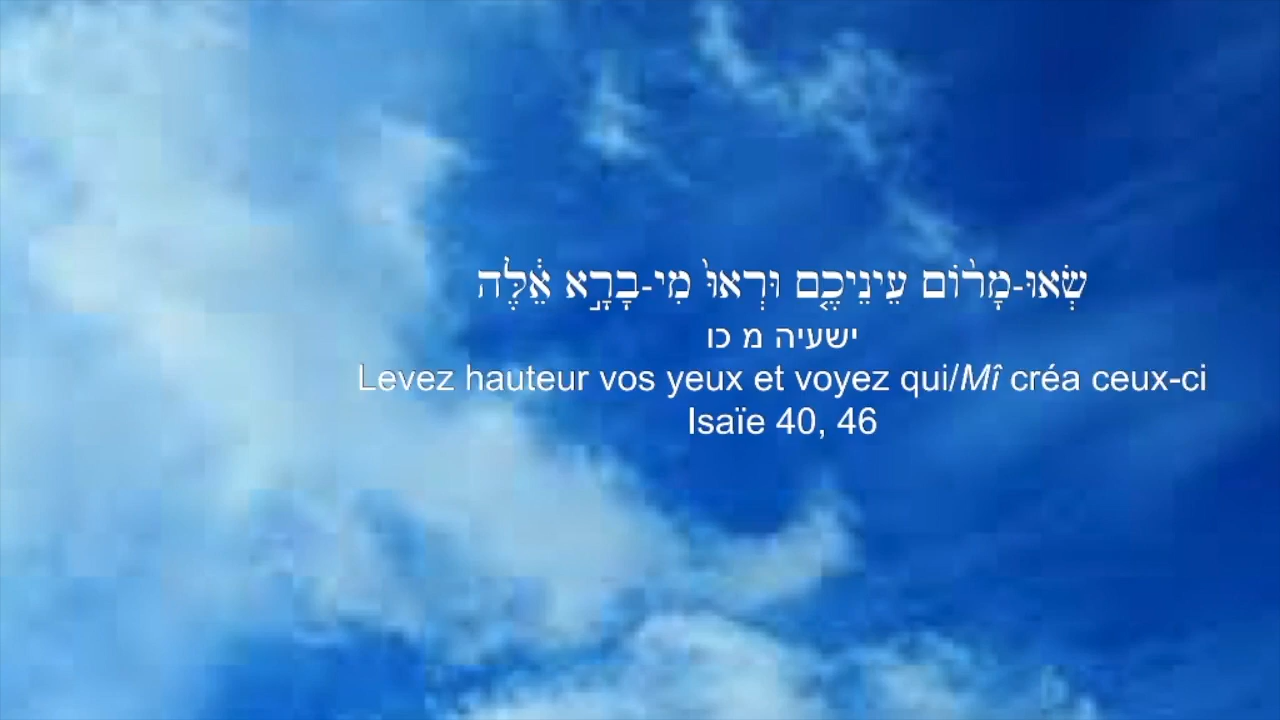 שְׂאוּ-מָר֨וֹם עֵינֵיכֶ֤ם וּרְאוּ֙ מִי-בָרָ֣א אֵ֔לֶּה
ישעיה מ כו
Levez hauteur vos yeux et voyez qui/Mî créa ceux-ci
Isaïe 40, 46